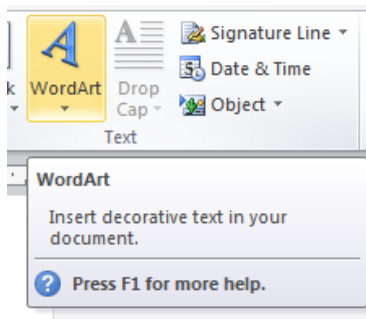 k
WordArt
Drop
Cap
Signature Line
Date & Time
Object
Text
WordArt
Insert decorative text in your
document.
Press F1 for more help.